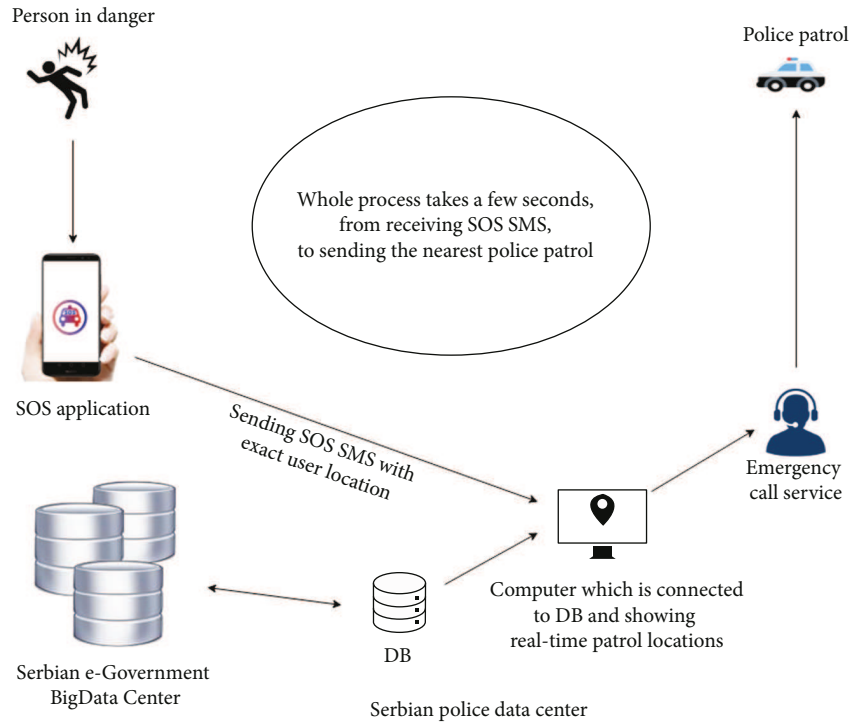 Person in danger
Police patrol
Whole process takes a few seconds,
from receiving SOS SMS,
to sending the nearest police patrol
SOS application
Sending SOS SMS with
exact user location
Emergency
call service
Computer which is connected
to DB and showing
real-time patrol locations
DB
Serbian e-Government
BigData Center
Serbian police data center